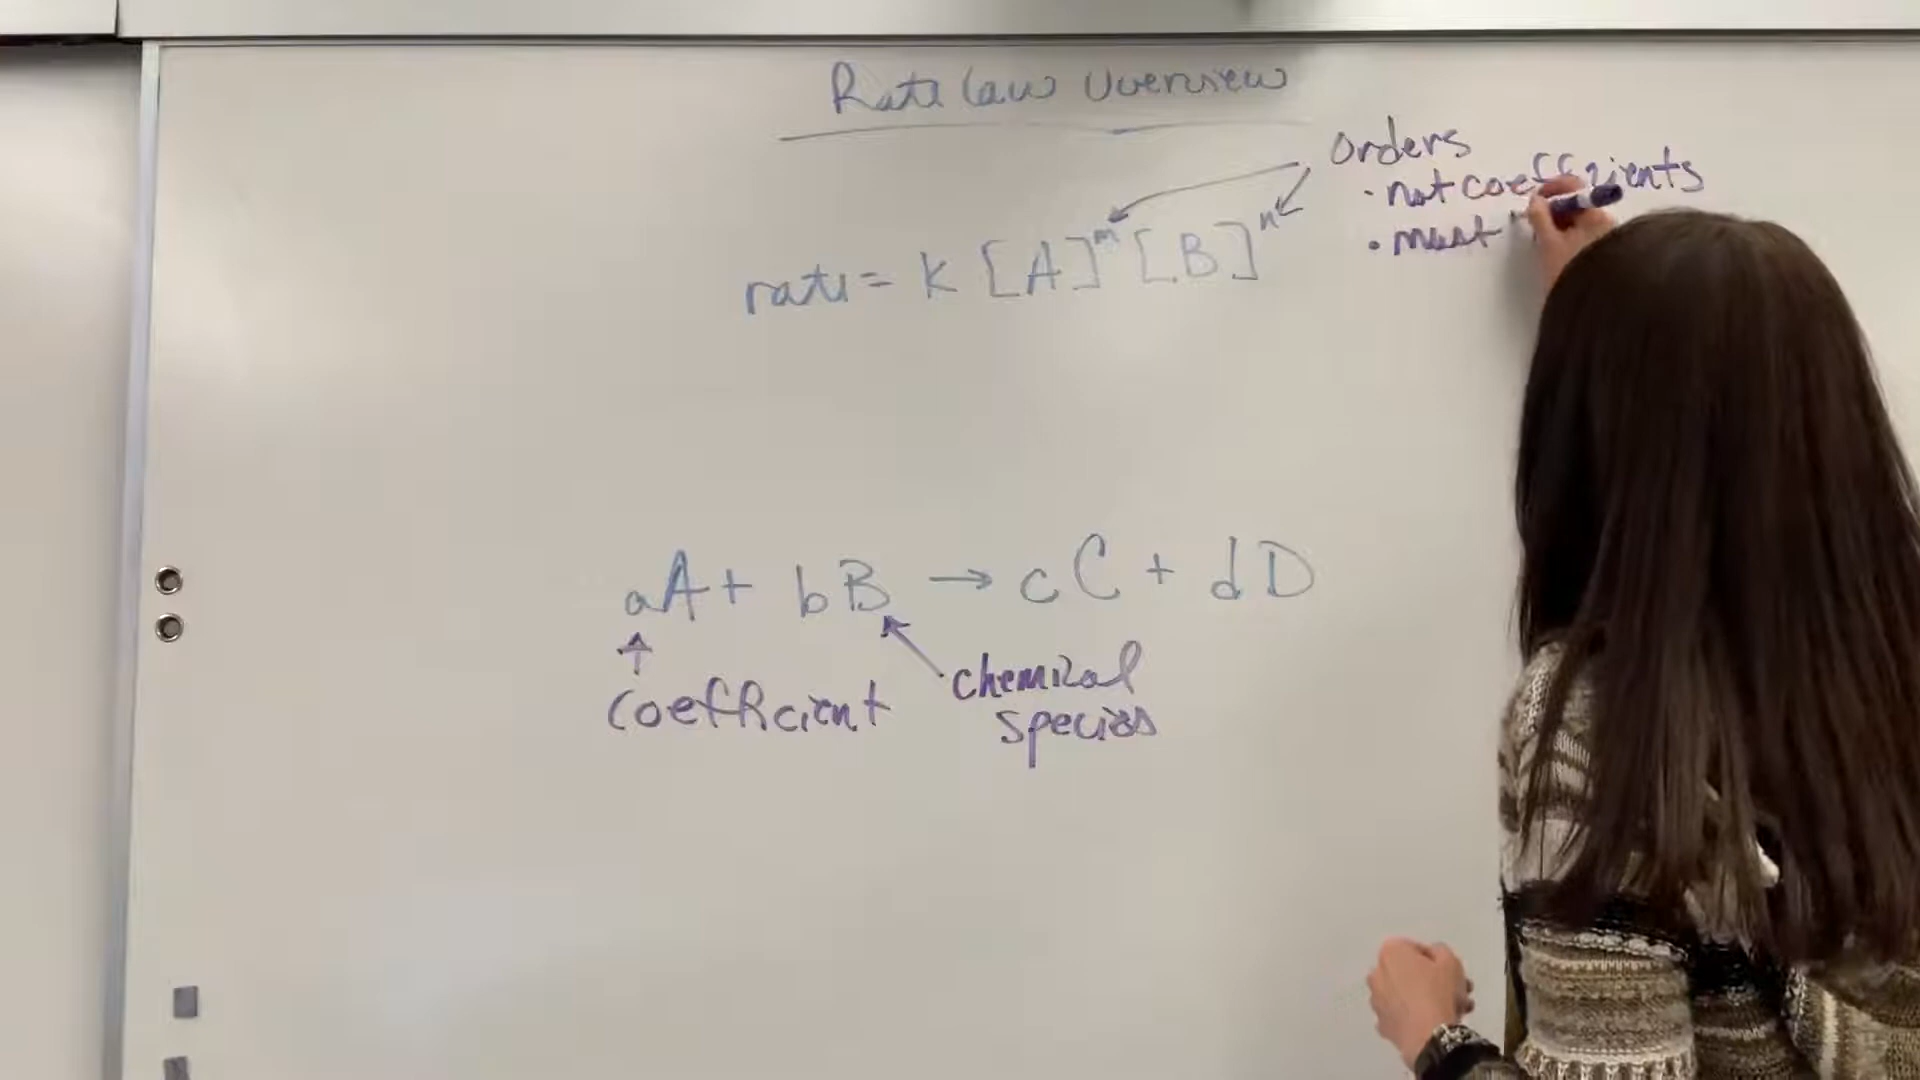 Rate Law Overview
Orders
• not coefficients
• must
rate = k [A]ᵐ [B]ⁿ
aA + bB → cC + dD
coefficient
chemical
species